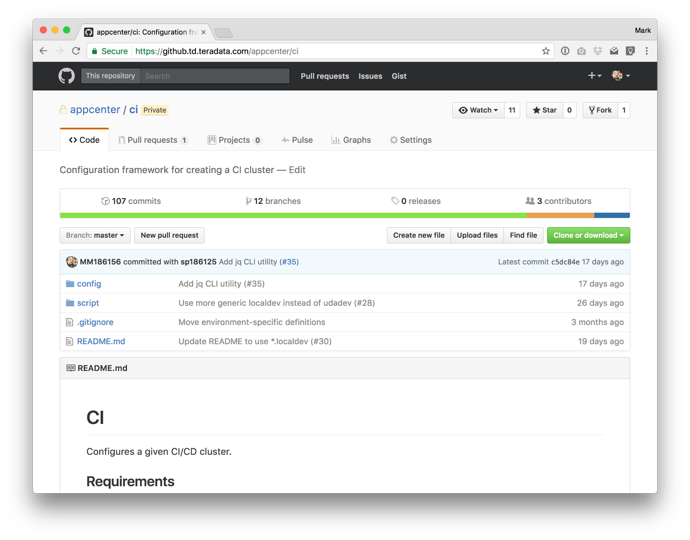 appcenter/ci: Configuration fr
Mark
Secure https://github.td.teradata.com/appcenter/ci
This repository Search Pull requests Issues Gist
appcenter / ci Private Watch 11 Star 0 Fork 1
Code Pull requests 1 Projects 0 Pulse Graphs Settings
Configuration framework for creating a CI cluster — Edit
107 commits 12 branches 0 releases 3 contributors
Branch: master New pull request Create new file Upload files Find file Clone or download
MM186156 committed with sp186125 Add jq CLI utility (#35) Latest commit c5dc84e 17 days ago
config Add jq CLI utility (#35) 17 days ago
script Use more generic localdev instead of udadev (#28) 26 days ago
.gitignore Move environment-specific definitions 3 months ago
README.md Update README to use *.localdev (#30) 19 days ago
README.md
CI
Configures a given CI/CD cluster.
Requirements